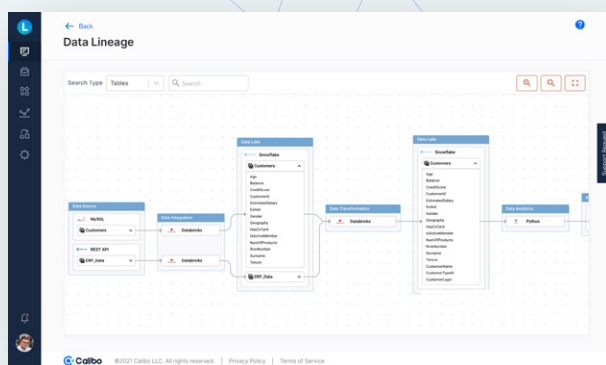 L
Back
?
Data Lineage
Search Type
Tables
Search
Support Request
Data Source
MySQL
Customers
REST API
ERP_Data
Data Integration
Databricks
Databricks
Data Lake
Snowflake
Customers
Age
Balance
CreditScore
CustomerId
EstimatedSalary
Exited
Gender
Geography
HasCrCard
IsActiveMember
NumOfProducts
RowNumber
Surname
Tenure
ERP_Data
Data Transformation
Databricks
Data Lake
Snowflake
Customers
Age
Balance
CreditScore
CustomerId
EstimatedSalary
Exited
Gender
Geography
HasCrCard
IsActiveMember
NumOfProducts
RowNumber
Surname
Tenure
CustomerName
CustomerTypeID
CustomerLogin
Data Analytics
Python
Calibo
©2021 Calibo LLC. All rights reserved. | Privacy Policy | Terms of Service